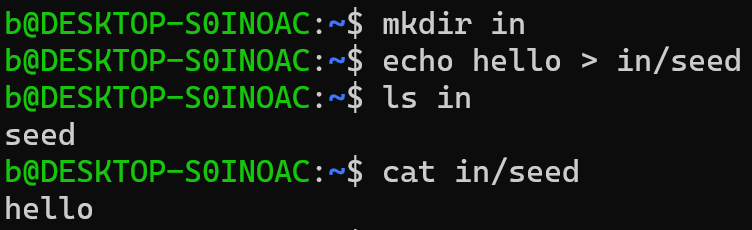 b@DESKTOP-S0INOAC:~$ mkdir in
b@DESKTOP-S0INOAC:~$ echo hello > in/seed
b@DESKTOP-S0INOAC:~$ ls in
seed
b@DESKTOP-S0INOAC:~$ cat in/seed
hello